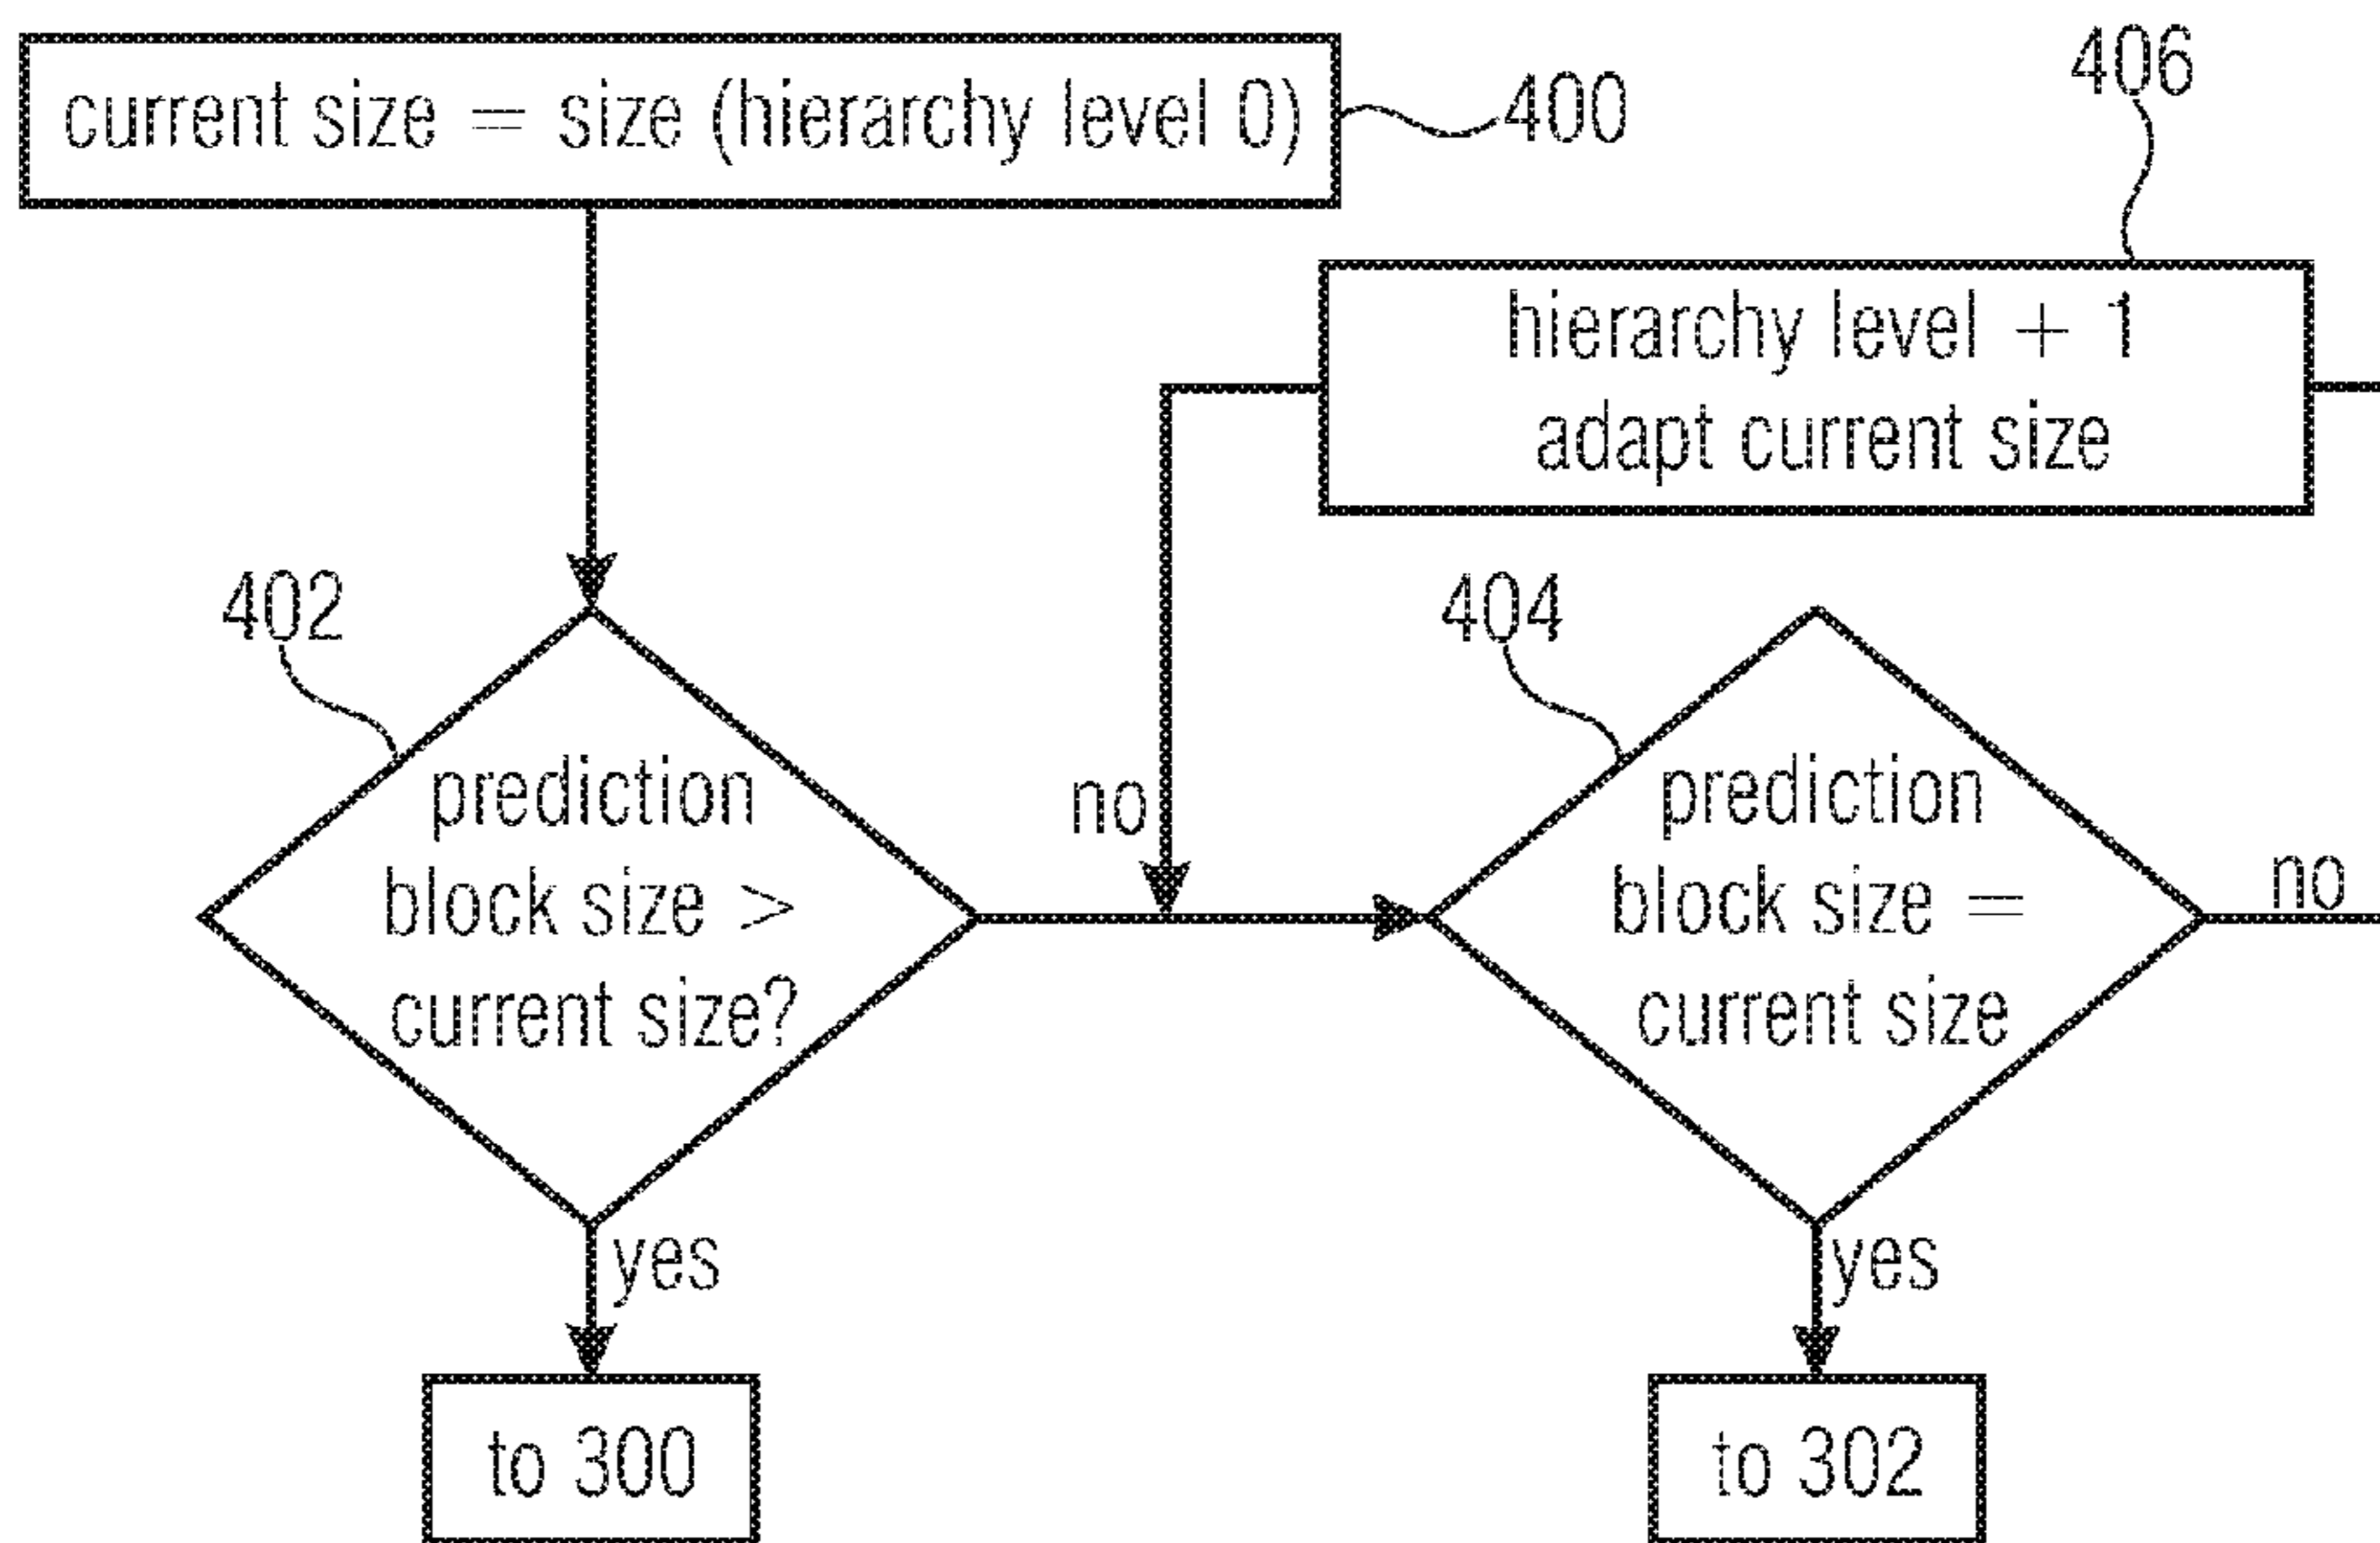 current size = size (hierarchy level 0)
400
406
hierarchy level + 1
adapt current size
402
prediction
block size >
current size?
no
404
prediction
block size =
current size
no
yes
yes
to 300
to 302